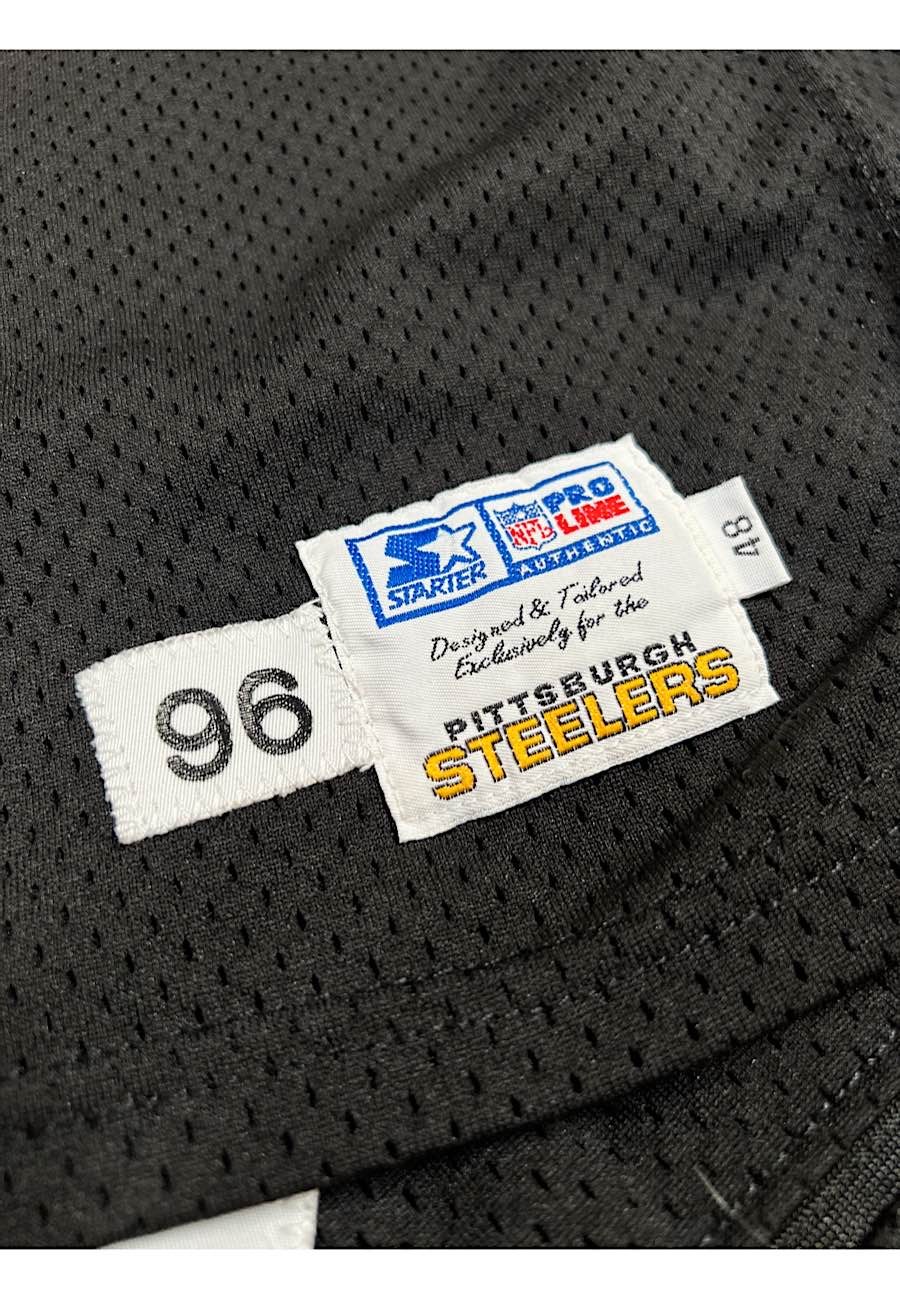 STARTER
NFL
PRO
LINE
AUTHENTIC
Designed & Tailored
Exclusively for the
PITTSBURGH
STEELERS
96
48